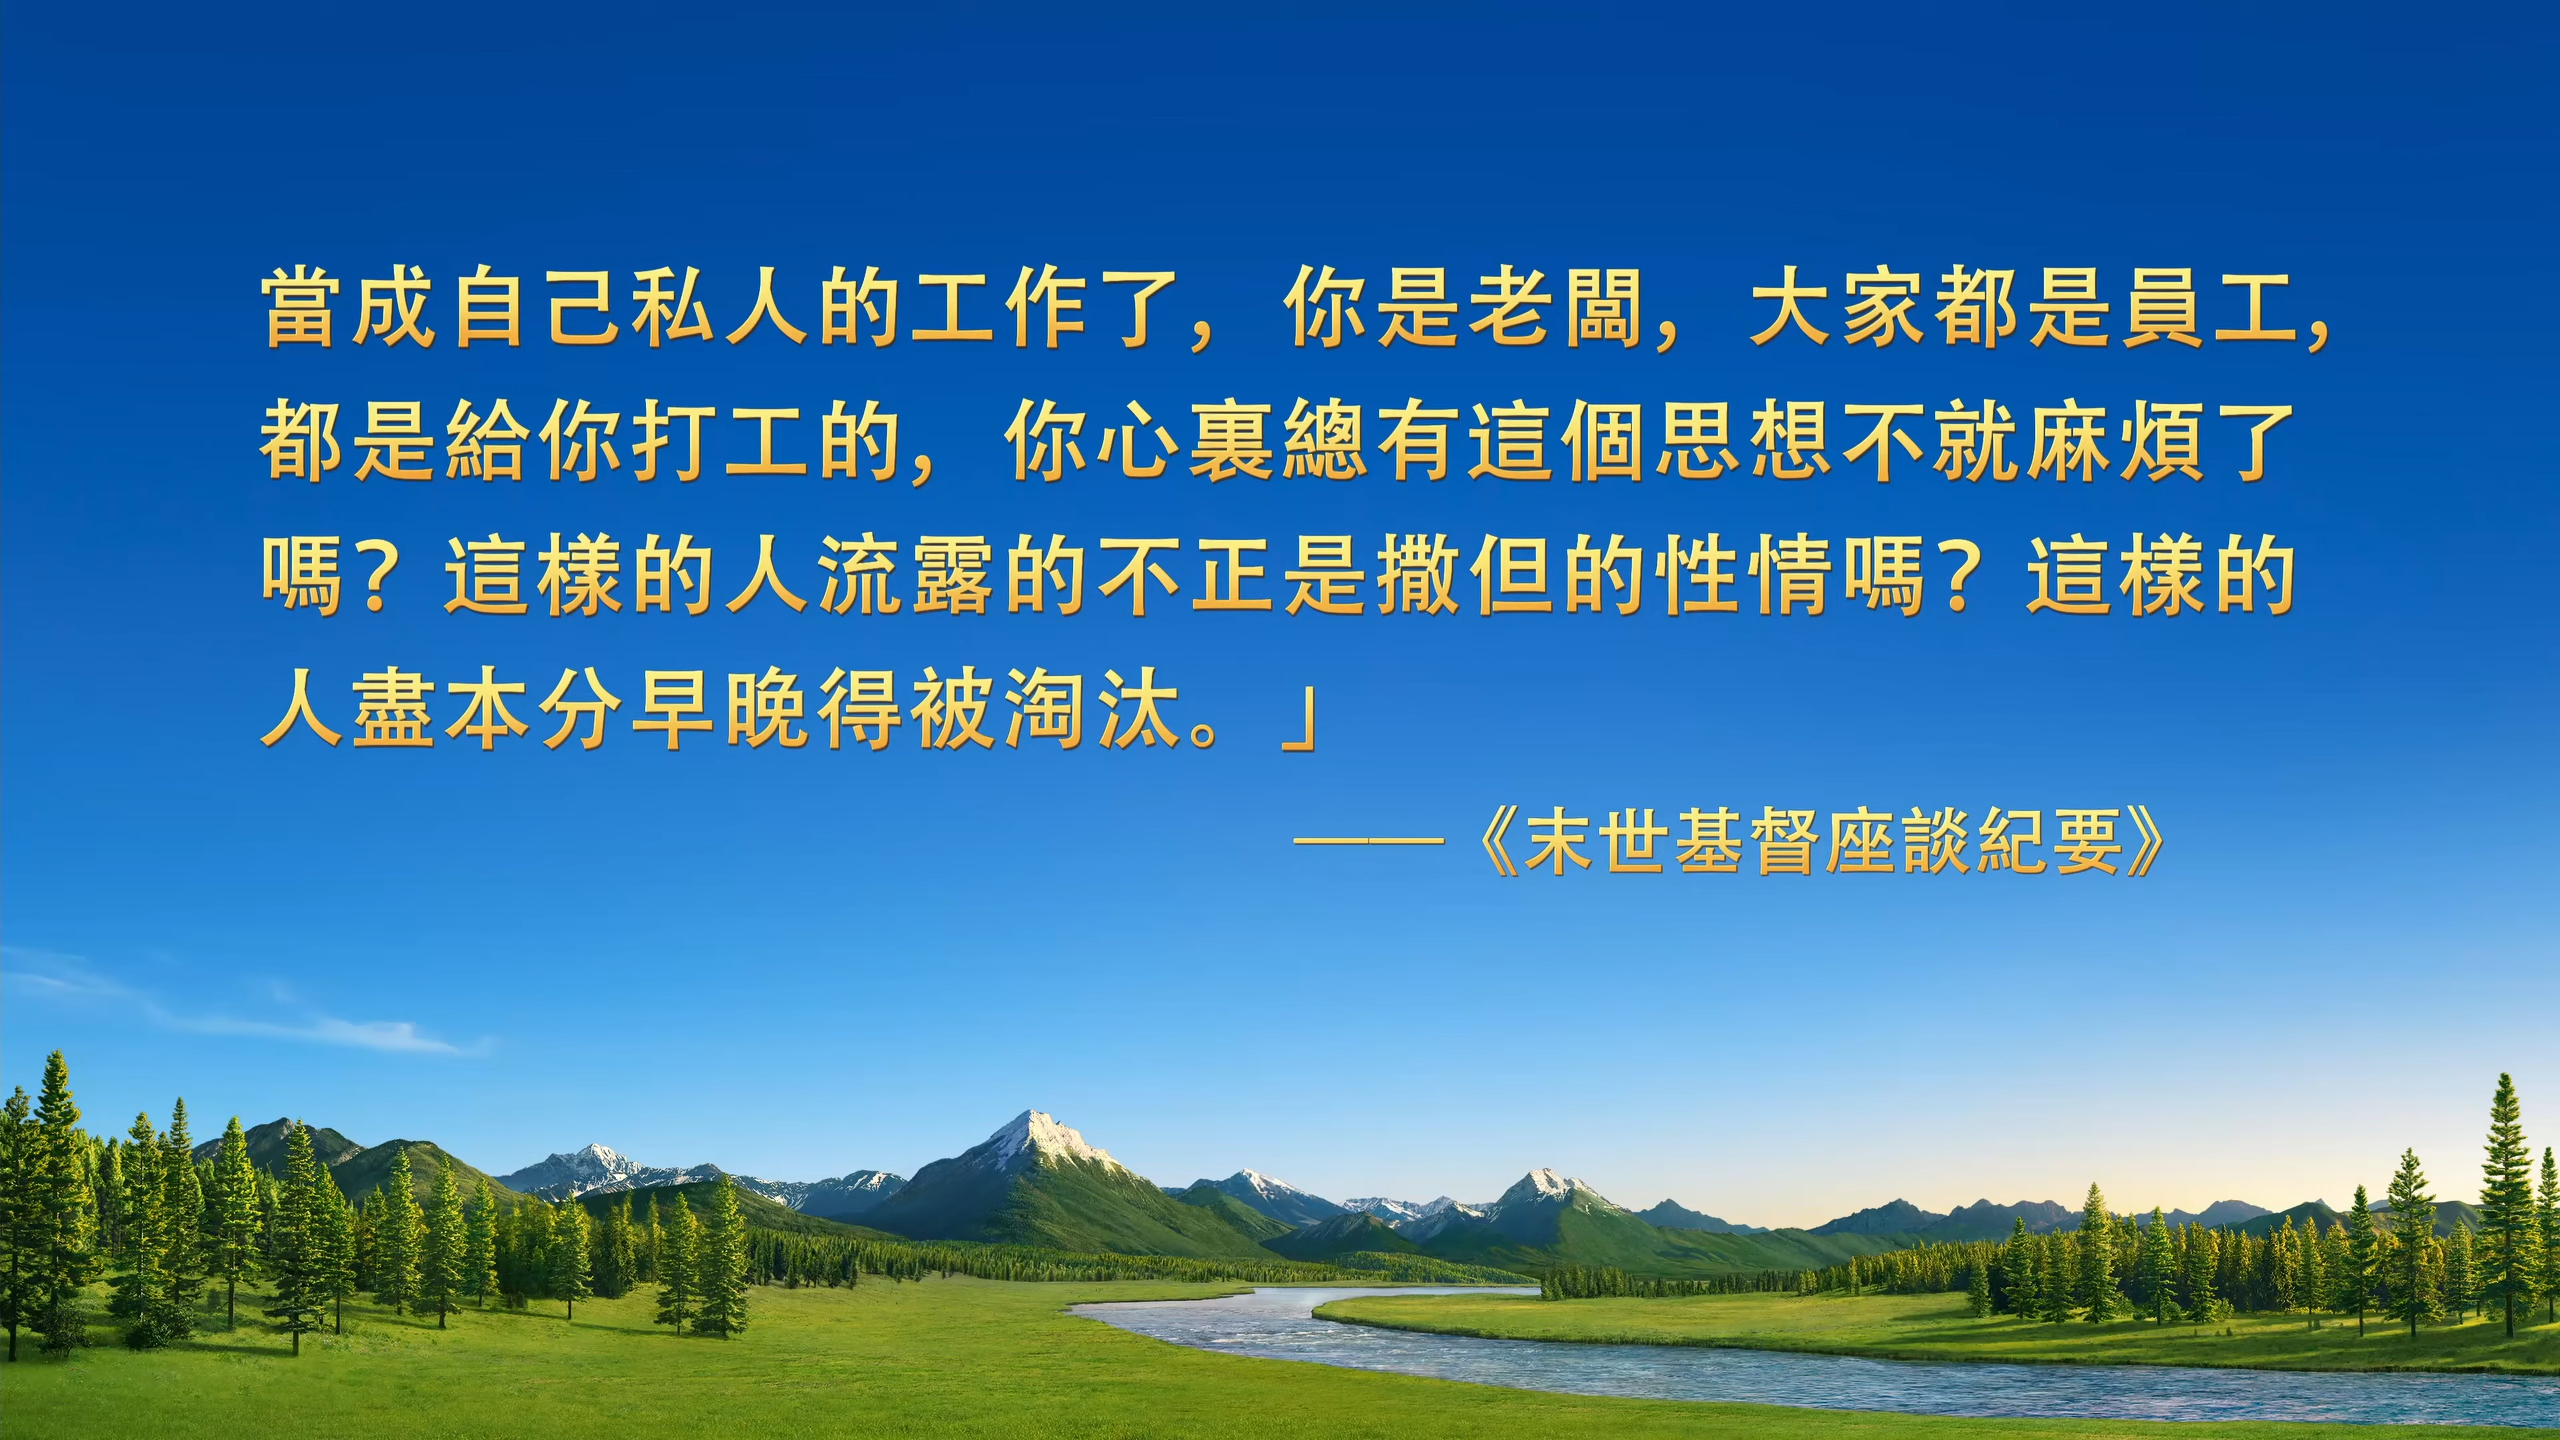 當成自己私人的工作了，你是老闆，大家都是員工，
都是給你打工的，你心裏總有這個思想不就麻煩了
嗎？這樣的人流露的不正是撒但的性情嗎？這樣的
人盡本分早晚得被淘汰。」
——《末世基督座談紀要》